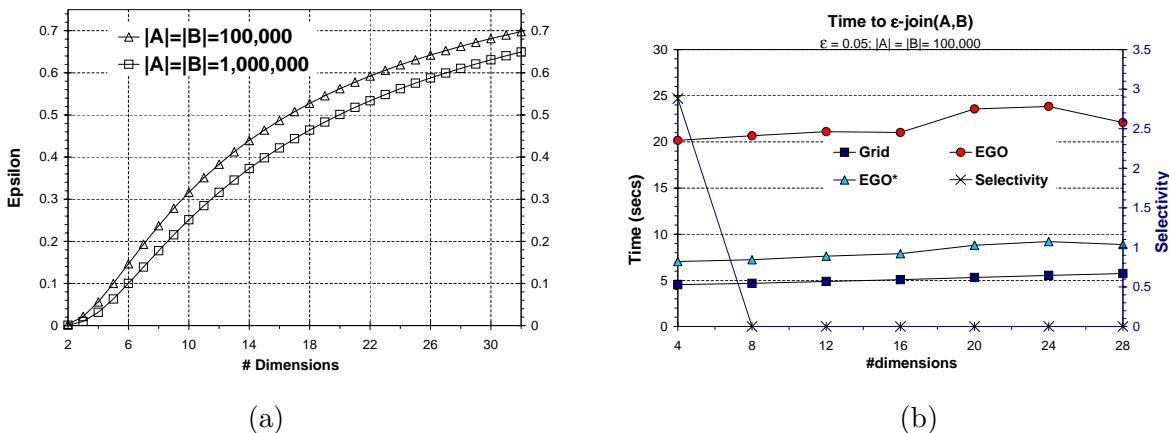 |A|=|B|=100,000
|A|=|B|=1,000,000
Epsilon
0.7
0.6
0.5
0.4
0.3
0.2
0.1
0
0.7
0.6
0.5
0.4
0.3
0.2
0.1
0
2 6 10 14 18 22 26 30
# Dimensions
(a)
Time to ε-join(A,B)
ε = 0.05; |A| = |B|= 100,000
Time (secs)
30
25
20
15
10
5
0
Grid EGO
EGO* Selectivity
3.5
3
2.5
2
1.5
1
0.5
0
Selectivity
4 8 12 16 20 24 28
#dimensions
(b)